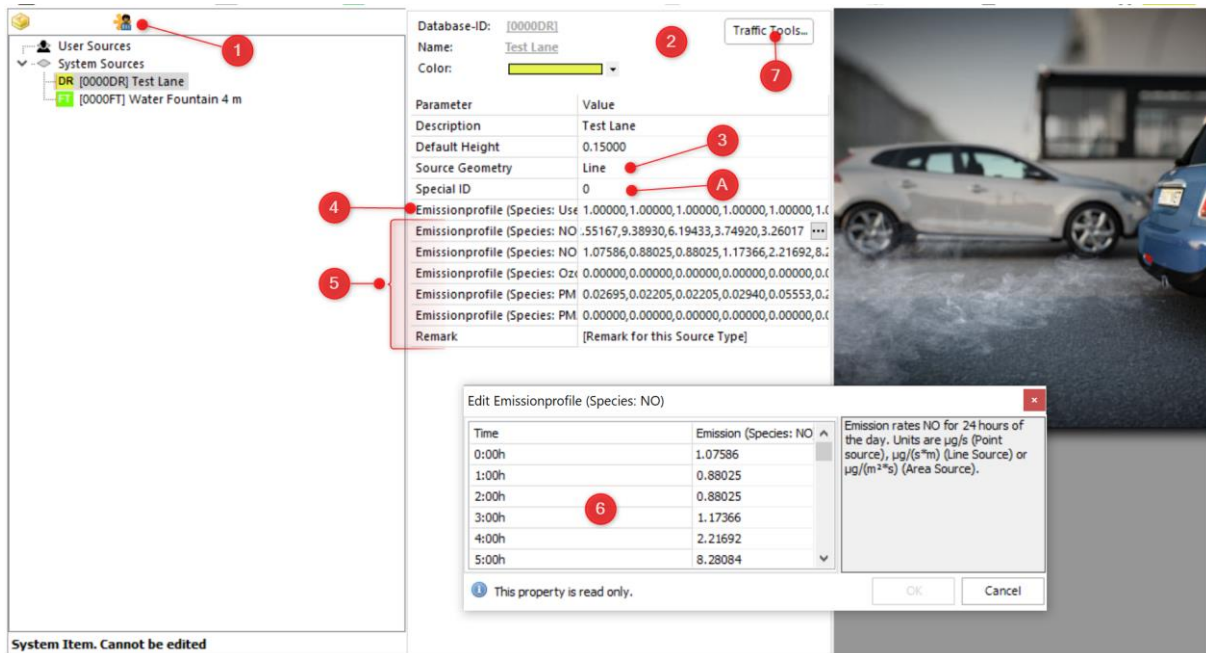 1
User Sources
System Sources
DR [0000DR] Test Lane
FT [0000FT] Water Fountain 4 m
System Item. Cannot be edited
Database-ID: [0000DR]
Name: Test Lane
Color:
2
Traffic Tools...
7
Parameter Value
Description Test Lane
Default Height 0.15000
Source Geometry Line
3
Special ID 0
A
4
Emissionprofile (Species: Use 1.00000,1.00000,1.00000,1.00000,1.00000,1.0
5
Emissionprofile (Species: NO .55167,9.38930,6.19433,3.74920,3.26017 ...
Emissionprofile (Species: NO 1.07586,0.88025,0.88025,1.17366,2.21692,8.2
Emissionprofile (Species: Ozo 0.00000,0.00000,0.00000,0.00000,0.00000,0.0
Emissionprofile (Species: PM 0.02695,0.02205,0.02205,0.02940,0.05553,0.2
Emissionprofile (Species: PM. 0.00000,0.00000,0.00000,0.00000,0.00000,0.0
Remark [Remark for this Source Type]
Edit Emissionprofile (Species: NO)
Time Emission (Species: NO
0:00h 1.07586
1:00h 0.88025
2:00h 0.88025
3:00h 1.17366
4:00h 2.21692
5:00h 8.28084
6
Emission rates NO for 24 hours of
the day. Units are µg/s (Point
source), µg/(s*m) (Line Source) or
µg/(m²*s) (Area Source).
This property is read only.
OK
Cancel